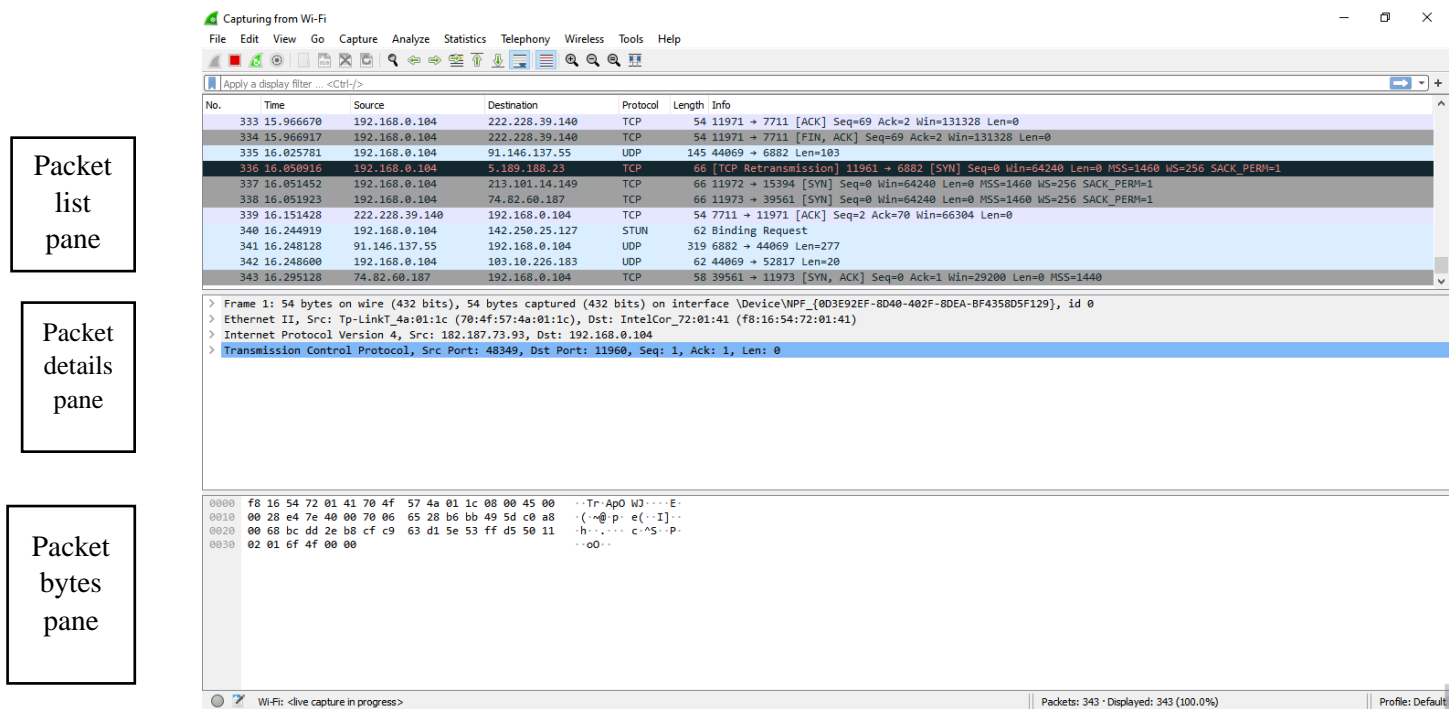 Capturing from Wi-Fi
File Edit View Go Capture Analyze Statistics Telephony Wireless Tools Help
Apply a display filter ... <Ctrl-/>
+
No. Time Source Destination Protocol Length Info
333 15.966670 192.168.0.104 222.228.39.140 TCP 54 11971 → 7711 [ACK] Seq=69 Ack=2 Win=131328 Len=0
334 15.966917 192.168.0.104 222.228.39.140 TCP 54 11971 → 7711 [FIN, ACK] Seq=69 Ack=2 Win=131328 Len=0
335 16.025781 192.168.0.104 91.146.137.55 UDP 145 44069 → 6882 Len=103
336 16.050916 192.168.0.104 5.189.188.23 TCP 66 [TCP Retransmission] 11961 → 6882 [SYN] Seq=0 Win=64240 Len=0 MSS=1460 WS=256 SACK_PERM=1
337 16.051452 192.168.0.104 213.101.14.149 TCP 66 11972 → 15394 [SYN] Seq=0 Win=64240 Len=0 MSS=1460 WS=256 SACK_PERM=1
338 16.051923 192.168.0.104 74.82.60.187 TCP 66 11973 → 39561 [SYN] Seq=0 Win=64240 Len=0 MSS=1460 WS=256 SACK_PERM=1
339 16.151428 222.228.39.140 192.168.0.104 TCP 54 7711 → 11971 [ACK] Seq=2 Ack=70 Win=66304 Len=0
340 16.244919 192.168.0.104 142.250.25.127 STUN 62 Binding Request
341 16.248128 91.146.137.55 192.168.0.104 UDP 319 6882 → 44069 Len=277
342 16.248600 192.168.0.104 103.10.226.183 UDP 62 44069 → 52817 Len=20
343 16.295128 74.82.60.187 192.168.0.104 TCP 58 39561 → 11973 [SYN, ACK] Seq=0 Ack=1 Win=29200 Len=0 MSS=1440
Packet
list
pane
> Frame 1: 54 bytes on wire (432 bits), 54 bytes captured (432 bits) on interface \Device\NPF_{0D3E92EF-8D40-402F-8DEA-BF4358D5F129}, id 0
> Ethernet II, Src: Tp-LinkT_4a:01:1c (70:4f:57:4a:01:1c), Dst: IntelCor_72:01:41 (f8:16:54:72:01:41)
> Internet Protocol Version 4, Src: 182.187.73.93, Dst: 192.168.0.104
> Transmission Control Protocol, Src Port: 48349, Dst Port: 11960, Seq: 1, Ack: 1, Len: 0
Packet
details
pane
0000 f8 16 54 72 01 41 70 4f 57 4a 01 1c 08 00 45 00 ··Tr·ApO WJ····E·
0010 00 28 e4 7e 40 00 70 06 65 28 b6 bb 49 5d c0 a8 ·(·~@·p· e(··I]··
0020 00 68 bc dd 2e b8 cf c9 63 d1 5e 53 ff d5 50 11 ·h··.··· c·^S··P·
0030 02 01 6f 4f 00 00 ··oO··
Packet
bytes
pane
Wi-Fi: <live capture in progress> Packets: 343 · Displayed: 343 (100.0%) Profile: Default